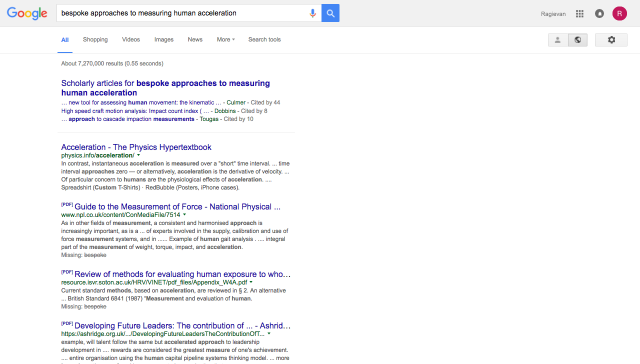 Google
bespoke approaches to measuring human acceleration
Ragiavan
R
All Shopping Videos Images News More Search tools
About 7,270,000 results (0.55 seconds)
Scholarly articles for bespoke approaches to measuring
human acceleration
... new tool for assessing human movement: the kinematic ... - Culmer - Cited by 44
High speed craft motion analysis: Impact count index ( ... - Dobbins - Cited by 8
... approach to cascade impaction measurements - Tougas - Cited by 10
Acceleration - The Physics Hypertextbook
physics.info/acceleration/
In contrast, instantaneous acceleration is measured over a "short" time interval. ... time
interval approaches zero — or alternatively, acceleration is the derivative of velocity. ...
Of particular concern to humans are the physiological effects of acceleration. ....
Spreadshirt (Custom T-Shirts) · RedBubble (Posters, iPhone cases).
[PDF] Guide to the Measurement of Force - National Physical ...
www.npl.co.uk/content/ConMediaFile/7514
As in other fields of measurement, a consistent and harmonised approach is
increasingly important, as is a ... of experts involved in the supply, calibration and use of
force measurement systems, and in ..... Example of human gait analysis . .... integral
part of the measurement of weight, torque, impact, and acceleration.
Missing: bespoke
[PDF] Review of methods for evaluating human exposure to who...
resource.isvr.soton.ac.uk/HRV/VINET/pdf_files/Appendix_W4A.pdf
Current standard methods, based on acceleration, are reviewed in § 2. An alternative
... British Standard 6841 (1987) "Measurement and evaluation of human.
Missing: bespoke
[PDF] Developing Future Leaders: The contribution of ... - Ashrid...
https://ashridge.org.uk/.../DevelopingFutureLeadersTheContributionOfT...
example, will talent follow the same but accelerated approach to leadership
development in .... rewards are considered the greatest measure of one's achievement.
.... entire organisation using the human capital pipeline systems thinking model. ... more